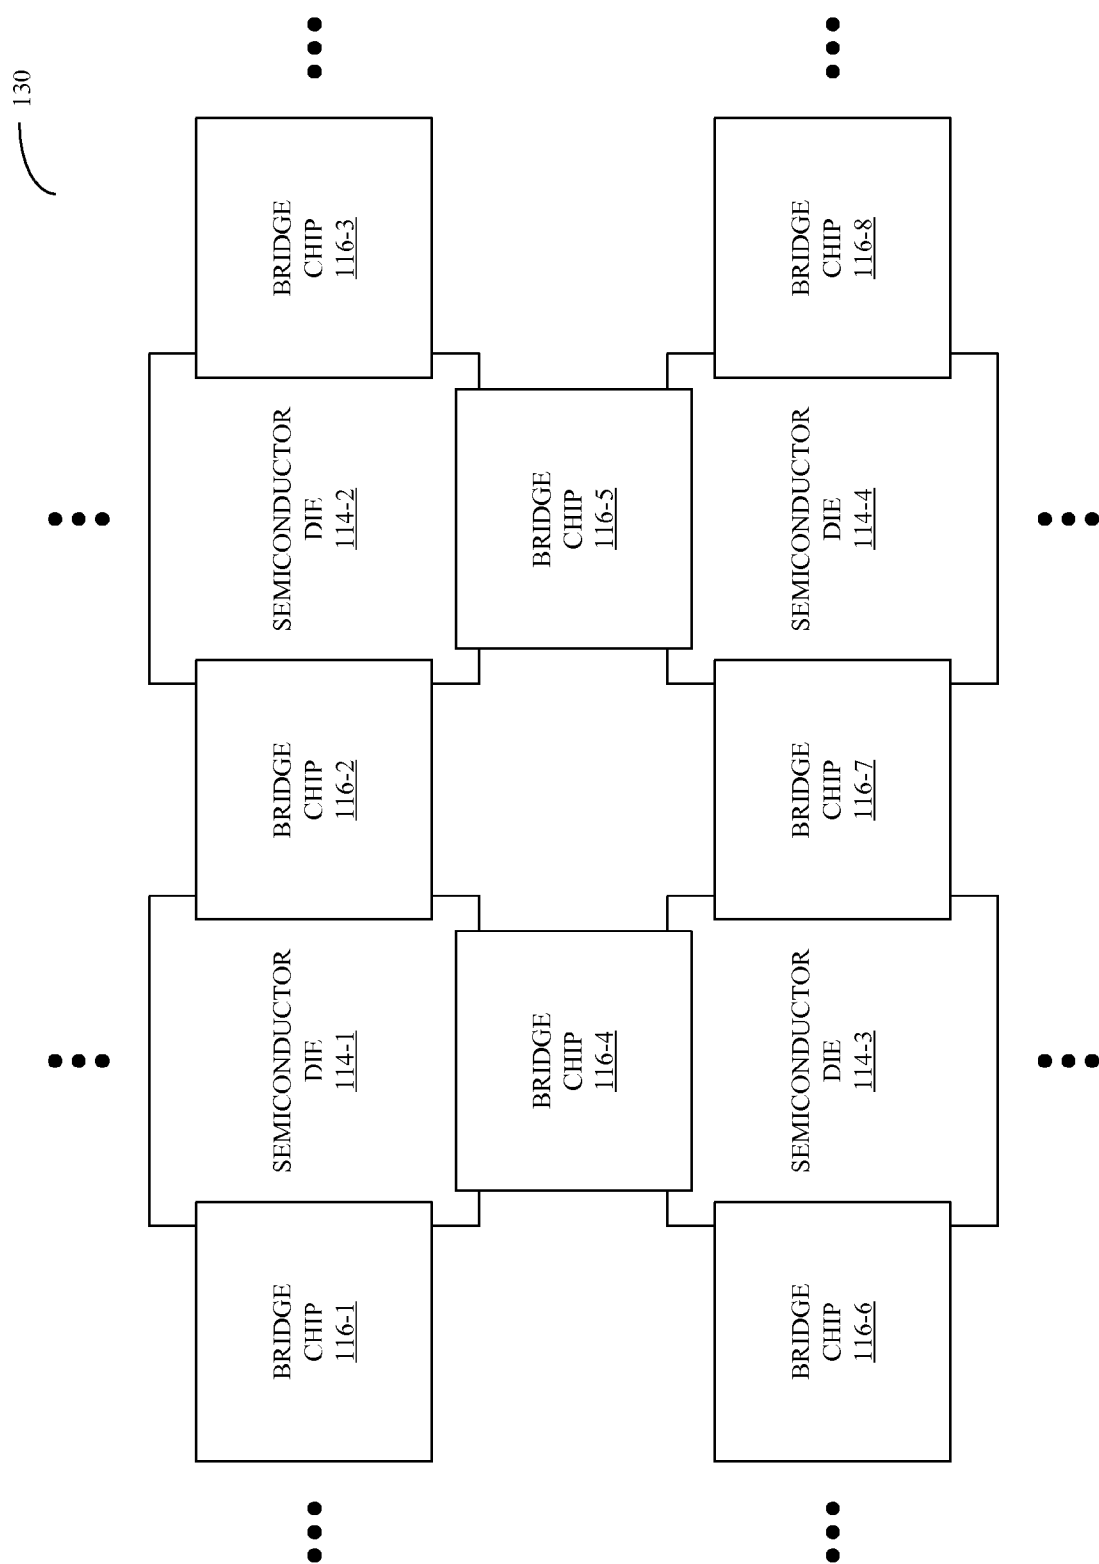 130
BRIDGE
CHIP
116-1
SEMICONDUCTOR
DIE
114-1
BRIDGE
CHIP
116-2
SEMICONDUCTOR
DIE
114-2
BRIDGE
CHIP
116-3
BRIDGE
CHIP
116-4
BRIDGE
CHIP
116-5
BRIDGE
CHIP
116-6
SEMICONDUCTOR
DIE
114-3
BRIDGE
CHIP
116-7
SEMICONDUCTOR
DIE
114-4
BRIDGE
CHIP
116-8